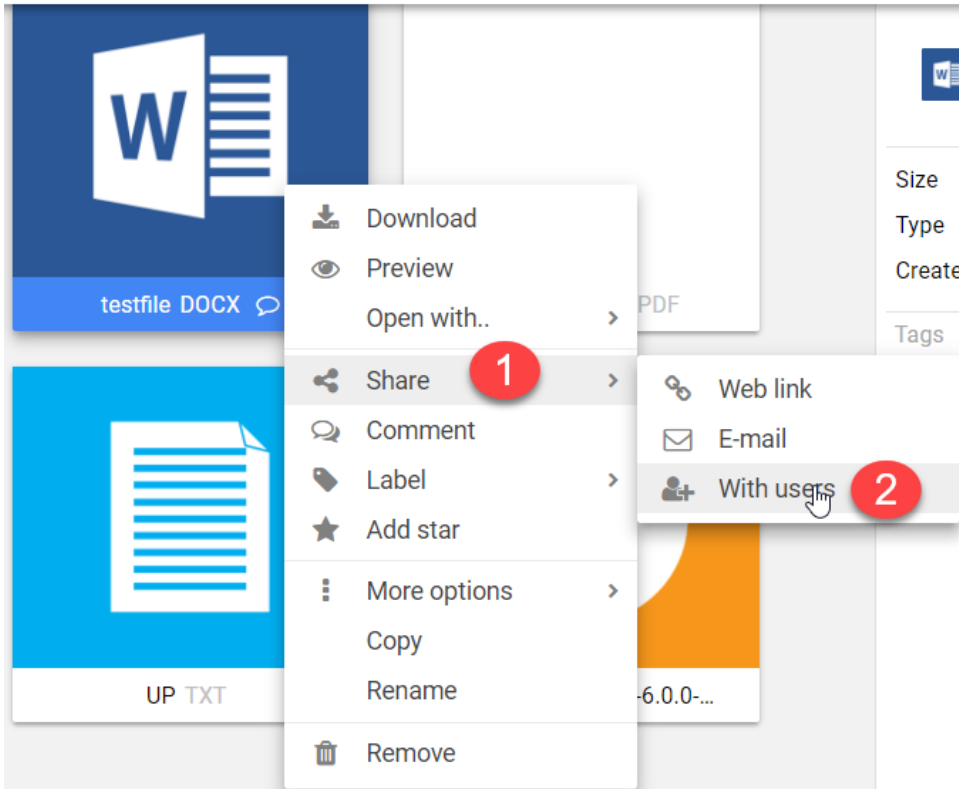 W
W
testfile DOCX
PDF
Download
Preview
Open with..
Share
1
Comment
Label
Add star
More options
Copy
Rename
Remove
Web link
E-mail
With users
2
UP TXT
-6.0.0-...
Size
Type
Create
Tags